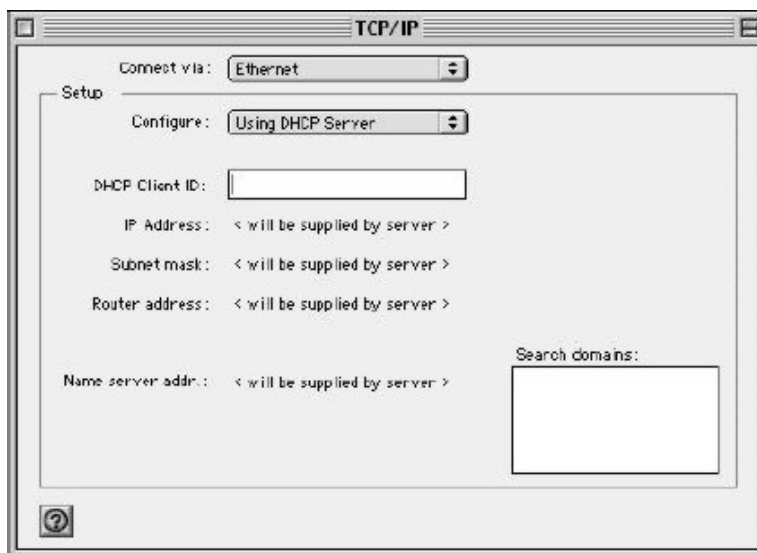 TCP/IP
Connect via: Ethernet
Setup
Configure: Using DHCP Server
DHCP Client ID:
IP Address: < will be supplied by server >
Subnet mask: < will be supplied by server >
Router address: < will be supplied by server >
Search domains:
Name server addr.: < will be supplied by server >
?